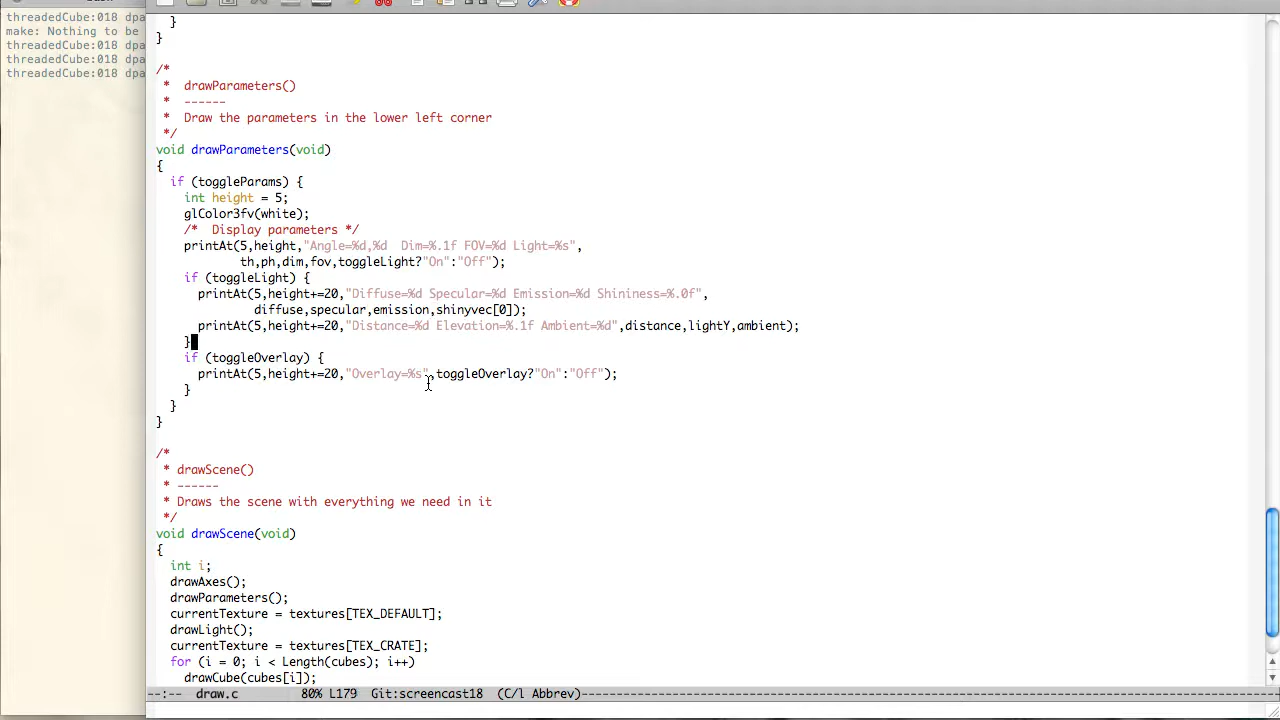 bash
threadedCube:018 dpa
make: Nothing to be
threadedCube:018 dpa
threadedCube:018 dpa
threadedCube:018 dpa
  }
}
/*
 *  drawParameters()
 *  ------
 *  Draw the parameters in the lower left corner
 */
void drawParameters(void)
{
  if (toggleParams) {
    int height = 5;
    glColor3fv(white);
    /*  Display parameters */
    printAt(5,height,"Angle=%d,%d  Dim=%.1f FOV=%d Light=%s",
            th,ph,dim,fov,toggleLight?"On":"Off");
    if (toggleLight) {
      printAt(5,height+=20,"Diffuse=%d Specular=%d Emission=%d Shininess=%.0f",
              diffuse,specular,emission,shinyvec[0]);
      printAt(5,height+=20,"Distance=%d Elevation=%.1f Ambient=%d",distance,lightY,ambient);
    }
    if (toggleOverlay) {
      printAt(5,height+=20,"Overlay=%s",toggleOverlay?"On":"Off");
    }
  }
}
/*
 * drawScene()
 * ------
 * Draws the scene with everything we need in it
 */
void drawScene(void)
{
  int i;
  drawAxes();
  drawParameters();
  currentTexture = textures[TEX_DEFAULT];
  drawLight();
  currentTexture = textures[TEX_CRATE];
  for (i = 0; i < Length(cubes); i++)
    drawCube(cubes[i]);
--:--  draw.c         80% L179   Git:screencast18  (C/l Abbrev)